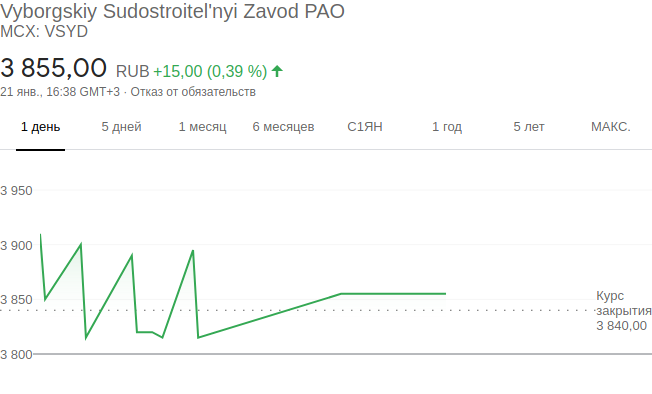 Vyborgskiy Sudostroitel'nyi Zavod PAO
MCX: VSYD
3 855,00 RUB +15,00 (0,39 %)
21 янв., 16:38 GMT+3 · Отказ от обязательств
1 день 5 дней 1 месяц 6 месяцев С1ЯН 1 год 5 лет МАКС.
3 950
3 900
3 850
Курс
закрытия
3 840,00
3 800